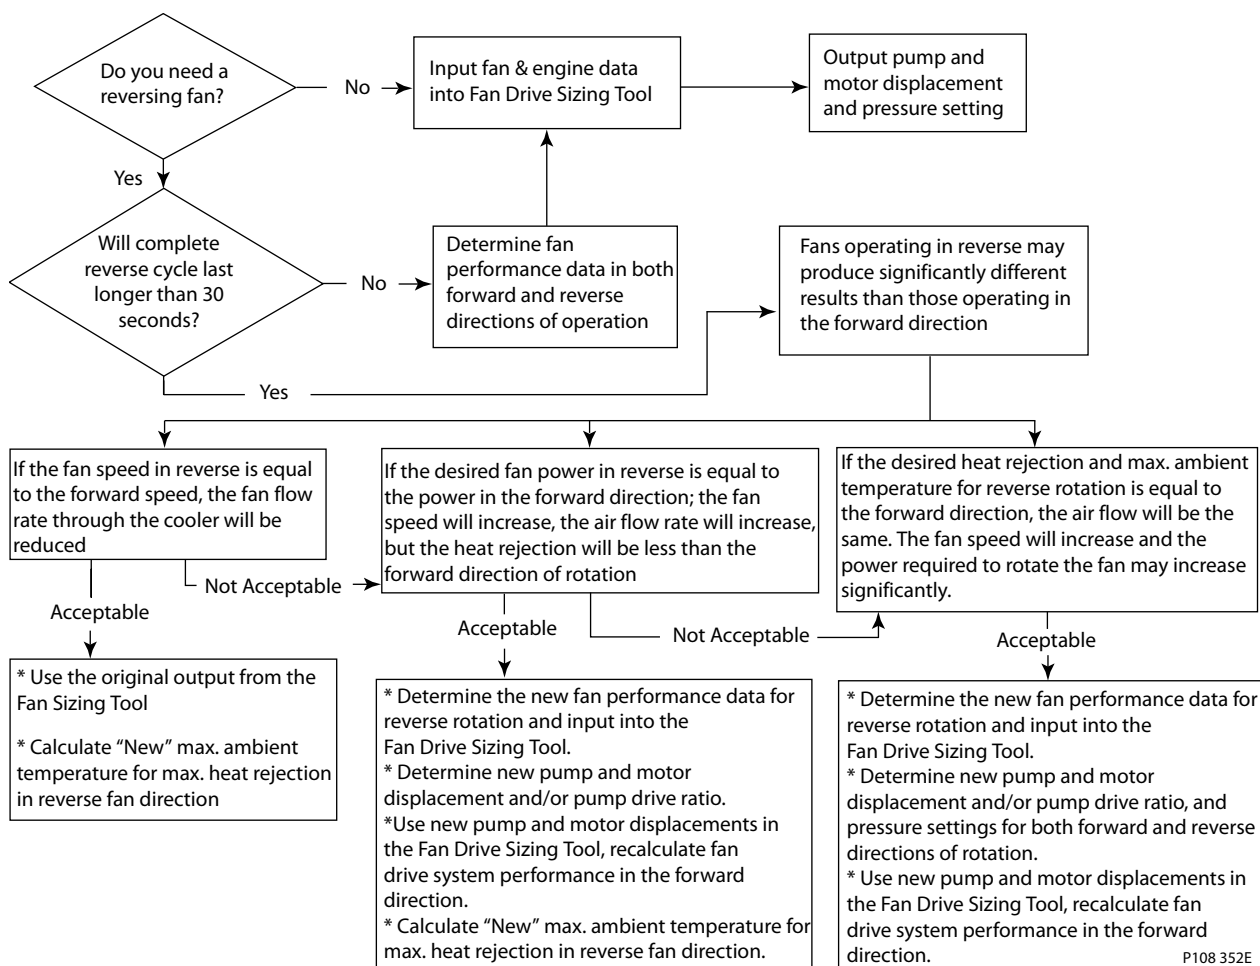 Do you need a
reversing fan?
No
Input fan & engine data
into Fan Drive Sizing Tool
Output pump and
motor displacement
and pressure setting
Yes
Will complete
reverse cycle last
longer than 30
seconds?
No
Determine fan
performance data in both
forward and reverse
directions of operation
Fans operating in reverse may
produce significantly different
results than those operating in
the forward direction
Yes
If the fan speed in reverse is equal
to the forward speed, the fan flow
rate through the cooler will be
reduced
If the desired fan power in reverse is equal to
the power in the forward direction; the fan
speed will increase, the air flow rate will increase,
but the heat rejection will be less than the
forward direction of rotation
If the desired heat rejection and max. ambient
temperature for reverse rotation is equal to
the forward direction, the air flow will be the
same. The fan speed will increase and the
power required to rotate the fan may increase
significantly.
Not Acceptable
Acceptable
Acceptable
Not Acceptable
Acceptable
* Use the original output from the
Fan Sizing Tool
* Calculate “New” max. ambient
temperature for max. heat rejection
in reverse fan direction
* Determine the new fan performance data for
reverse rotation and input into the
Fan Drive Sizing Tool.
* Determine new pump and motor
displacement and/or pump drive ratio.
*Use new pump and motor displacements in
the Fan Drive Sizing Tool, recalculate fan
drive system performance in the forward
direction.
* Calculate “New” max. ambient temperature for
max. heat rejection in reverse fan direction.
* Determine the new fan performance data for
reverse rotation and input into the
Fan Drive Sizing Tool.
* Determine new pump and motor
displacement and/or pump drive ratio, and
pressure settings for both forward and reverse
directions of rotation.
* Use new pump and motor displacements in
the Fan Drive Sizing Tool, recalculate fan
drive system performance in the forward
direction.
P108 352E